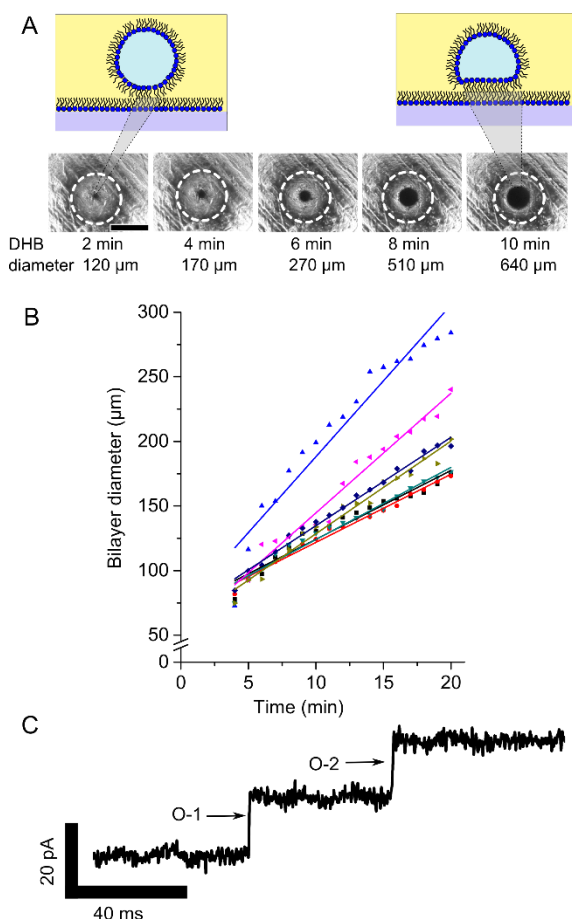 A
DHB 2 min 4 min 6 min 8 min 10 min
diameter 120 µm 170 µm 270 µm 510 µm 640 µm
B
300
250
200
150
100
50
0
Bilayer diameter (µm)
0 5 10 15 20
Time (min)
C
O-2
O-1
20 pA
40 ms